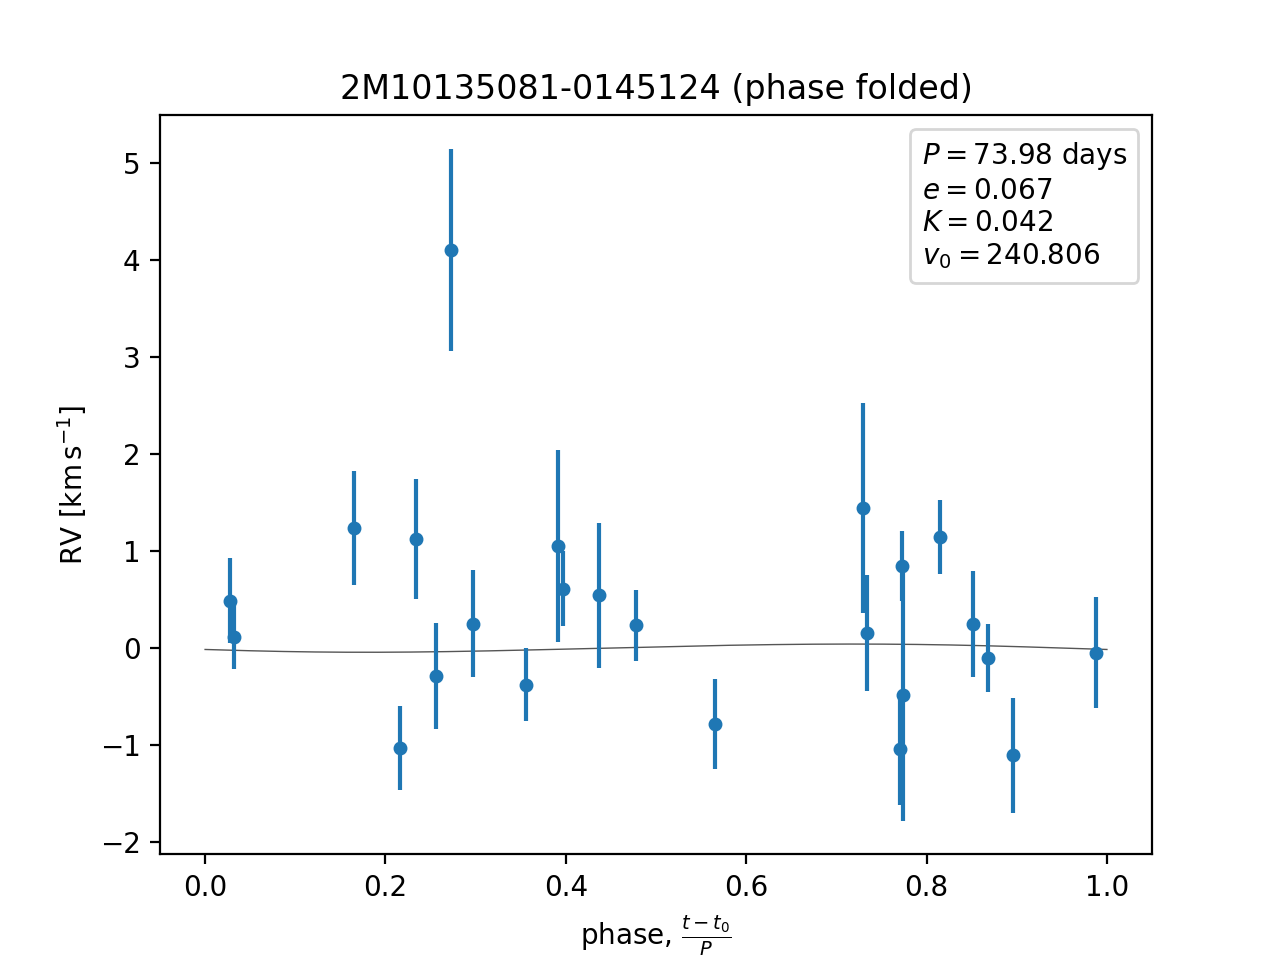 2M10135081-0145124 (phase folded)
P = 73.98 days
e = 0.067
K = 0.042
v₀ = 240.806
5
4
3
2
1
0
−1
−2
RV [km s⁻¹]
0.0 0.2 0.4 0.6 0.8 1.0
phase, (t − t₀)/P